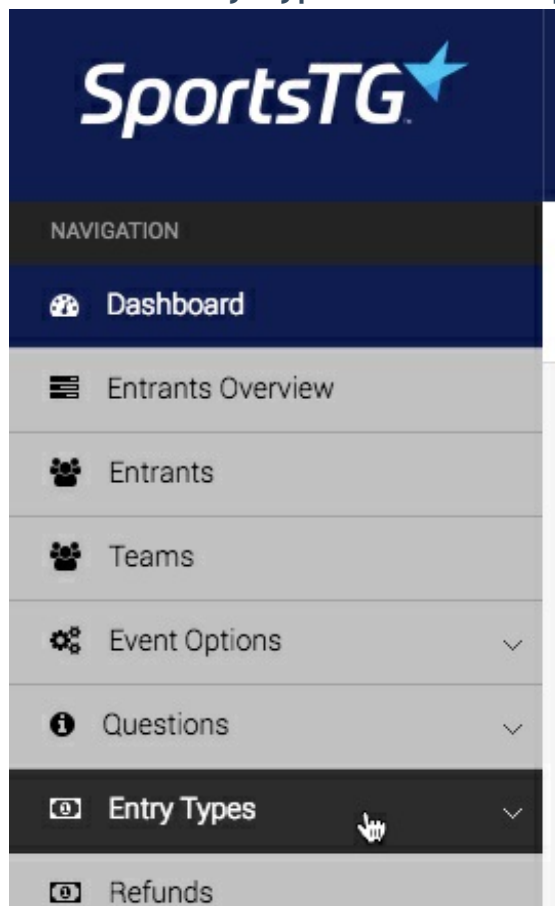 SportsTG
NAVIGATION
Dashboard
Entrants Overview
Entrants
Teams
Event Options
Questions
Entry Types
Refunds